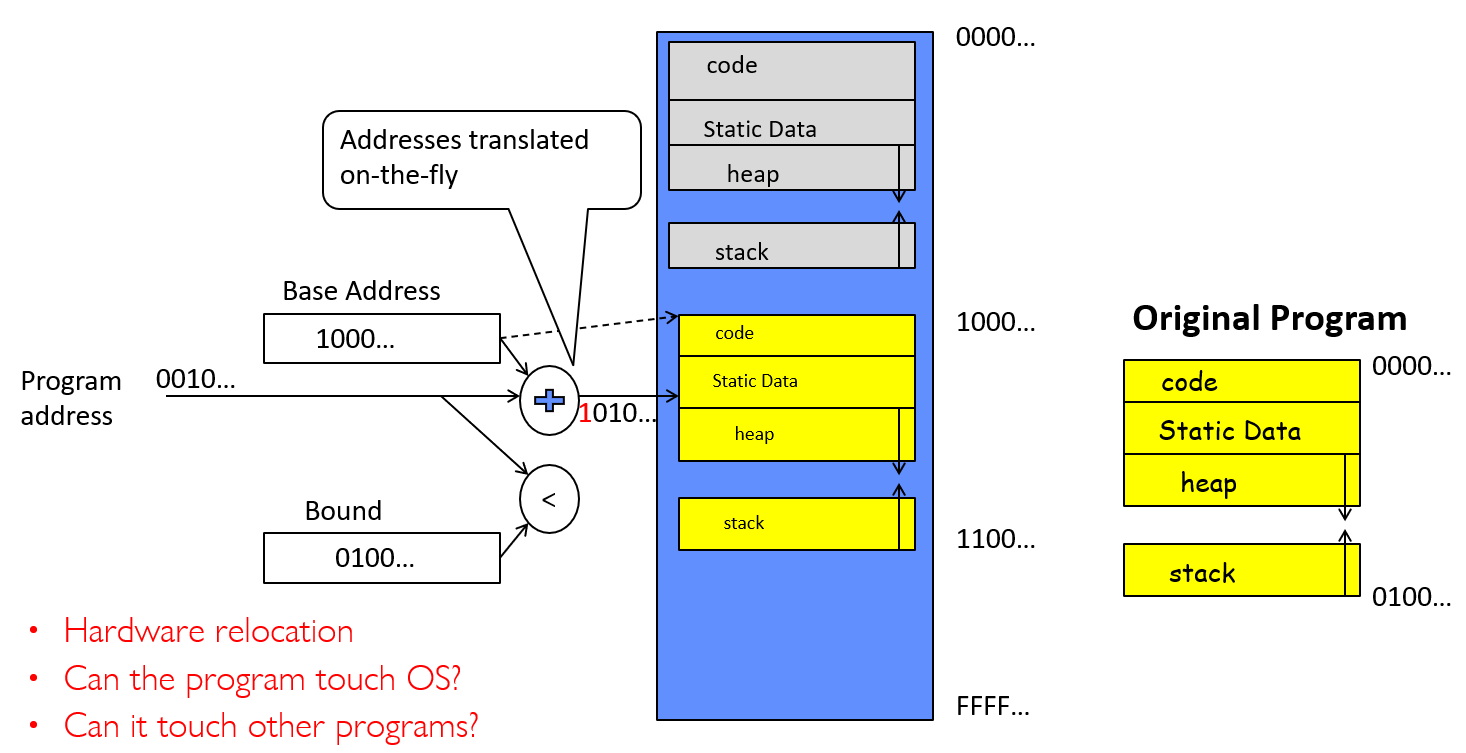 0000...
code
Static Data
heap
stack
Addresses translated
on-the-fly
Base Address
1000...
Program
address
0010...
+
1010...
<
Bound
0100...
1000...
code
Static Data
heap
stack
1100...
FFFF...
Original Program
0000...
code
Static Data
heap
stack
0100...
• Hardware relocation
• Can the program touch OS?
• Can it touch other programs?